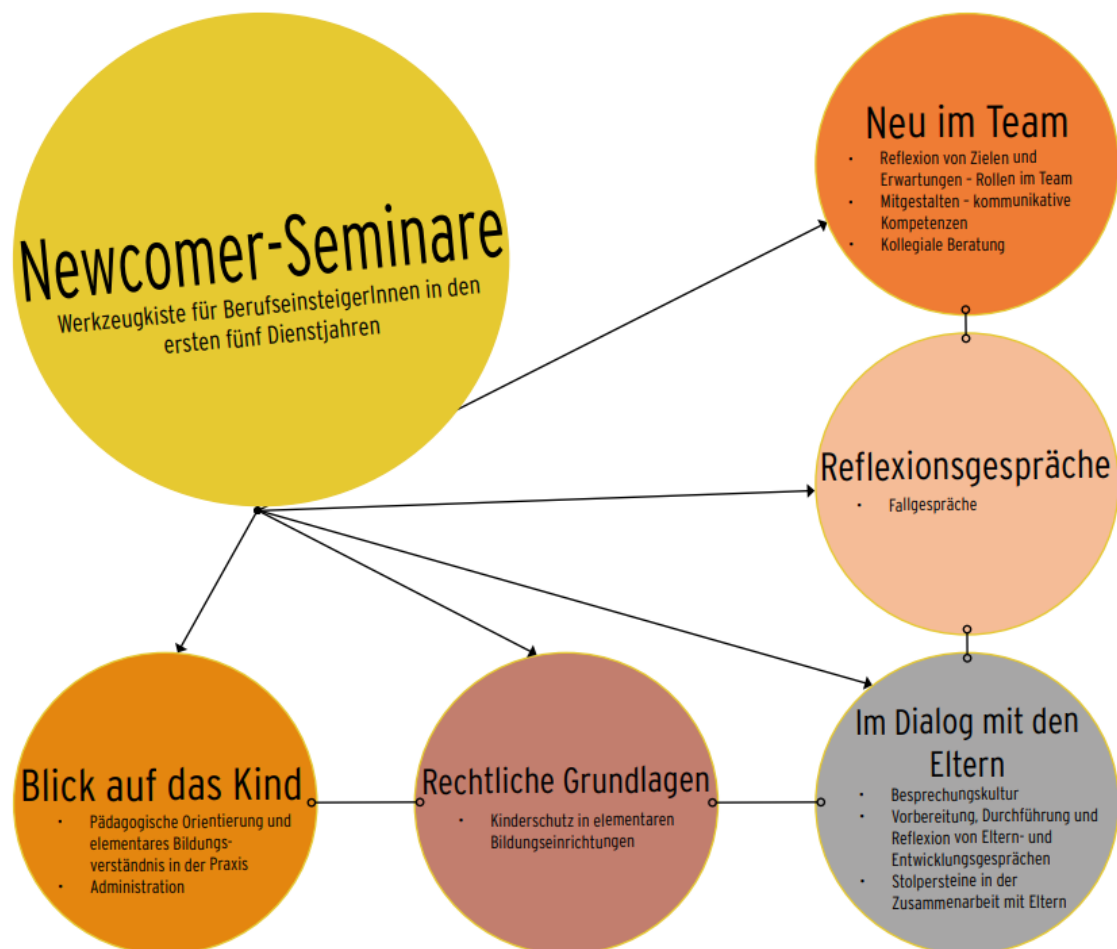 Newcomer-Seminare
Werkzeugkiste für BerufseinsteigerInnen in den
ersten fünf Dienstjahren
Neu im Team
• Reflexion von Zielen und
Erwartungen – Rollen im Team
• Mitgestalten – kommunikative
Kompetenzen
• Kollegiale Beratung
Reflexionsgespräche
• Fallgespräche
Im Dialog mit den
Eltern
• Besprechungskultur
• Vorbereitung, Durchführung und
Reflexion von Eltern- und
Entwicklungsgesprächen
• Stolpersteine in der
Zusammenarbeit mit Eltern
Rechtliche Grundlagen
• Kinderschutz in elementaren
Bildungseinrichtungen
Blick auf das Kind
• Pädagogische Orientierung und
elementares Bildungs-
verständnis in der Praxis
• Administration